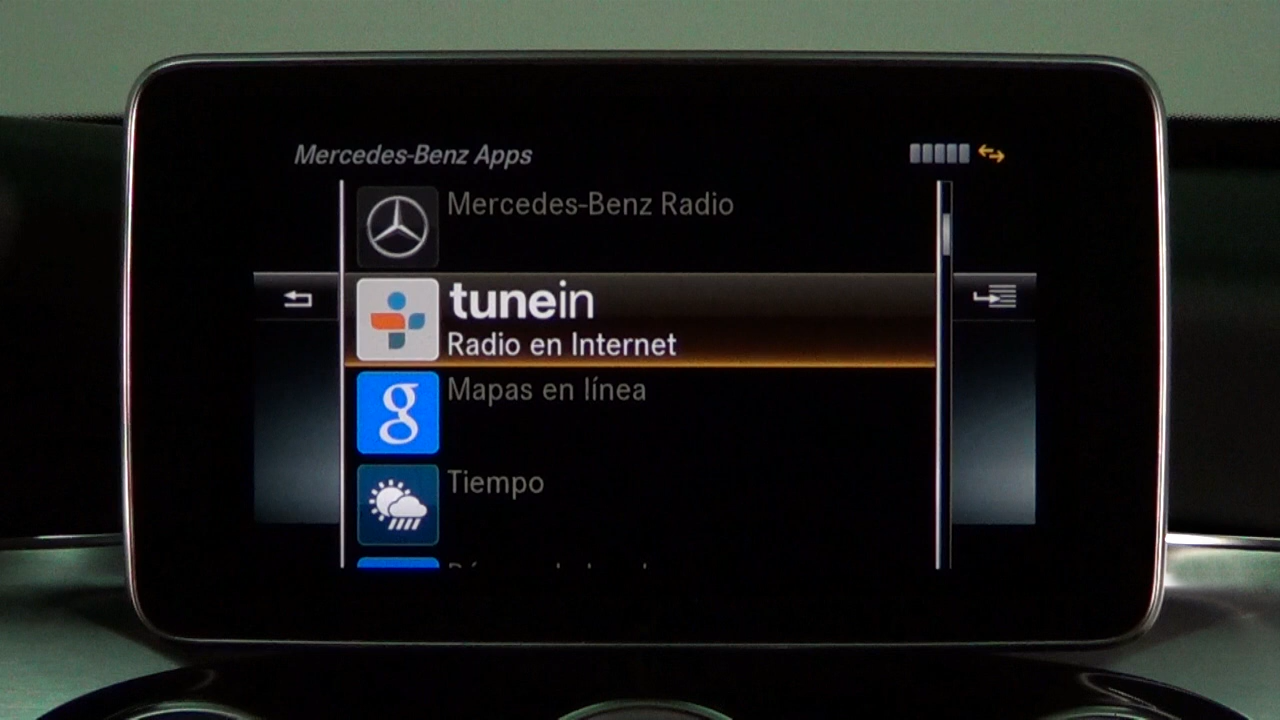 Mercedes-Benz Apps
Mercedes-Benz Radio
tunein
Radio en Internet
g
Mapas en línea
Tiempo